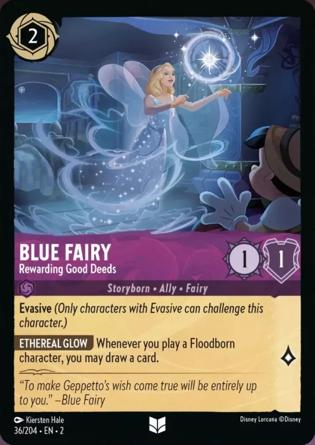 2
BLUE FAIRY
Rewarding Good Deeds
1
1
Storyborn • Ally • Fairy
Evasive (Only characters with Evasive can challenge this
character.)
ETHEREAL GLOW Whenever you play a Floodborn
character, you may draw a card.
“To make Geppetto's wish come true will be entirely up
to you.” –Blue Fairy
Kiersten Hale
Disney Lorcana ©Disney
36/204 • EN • 2